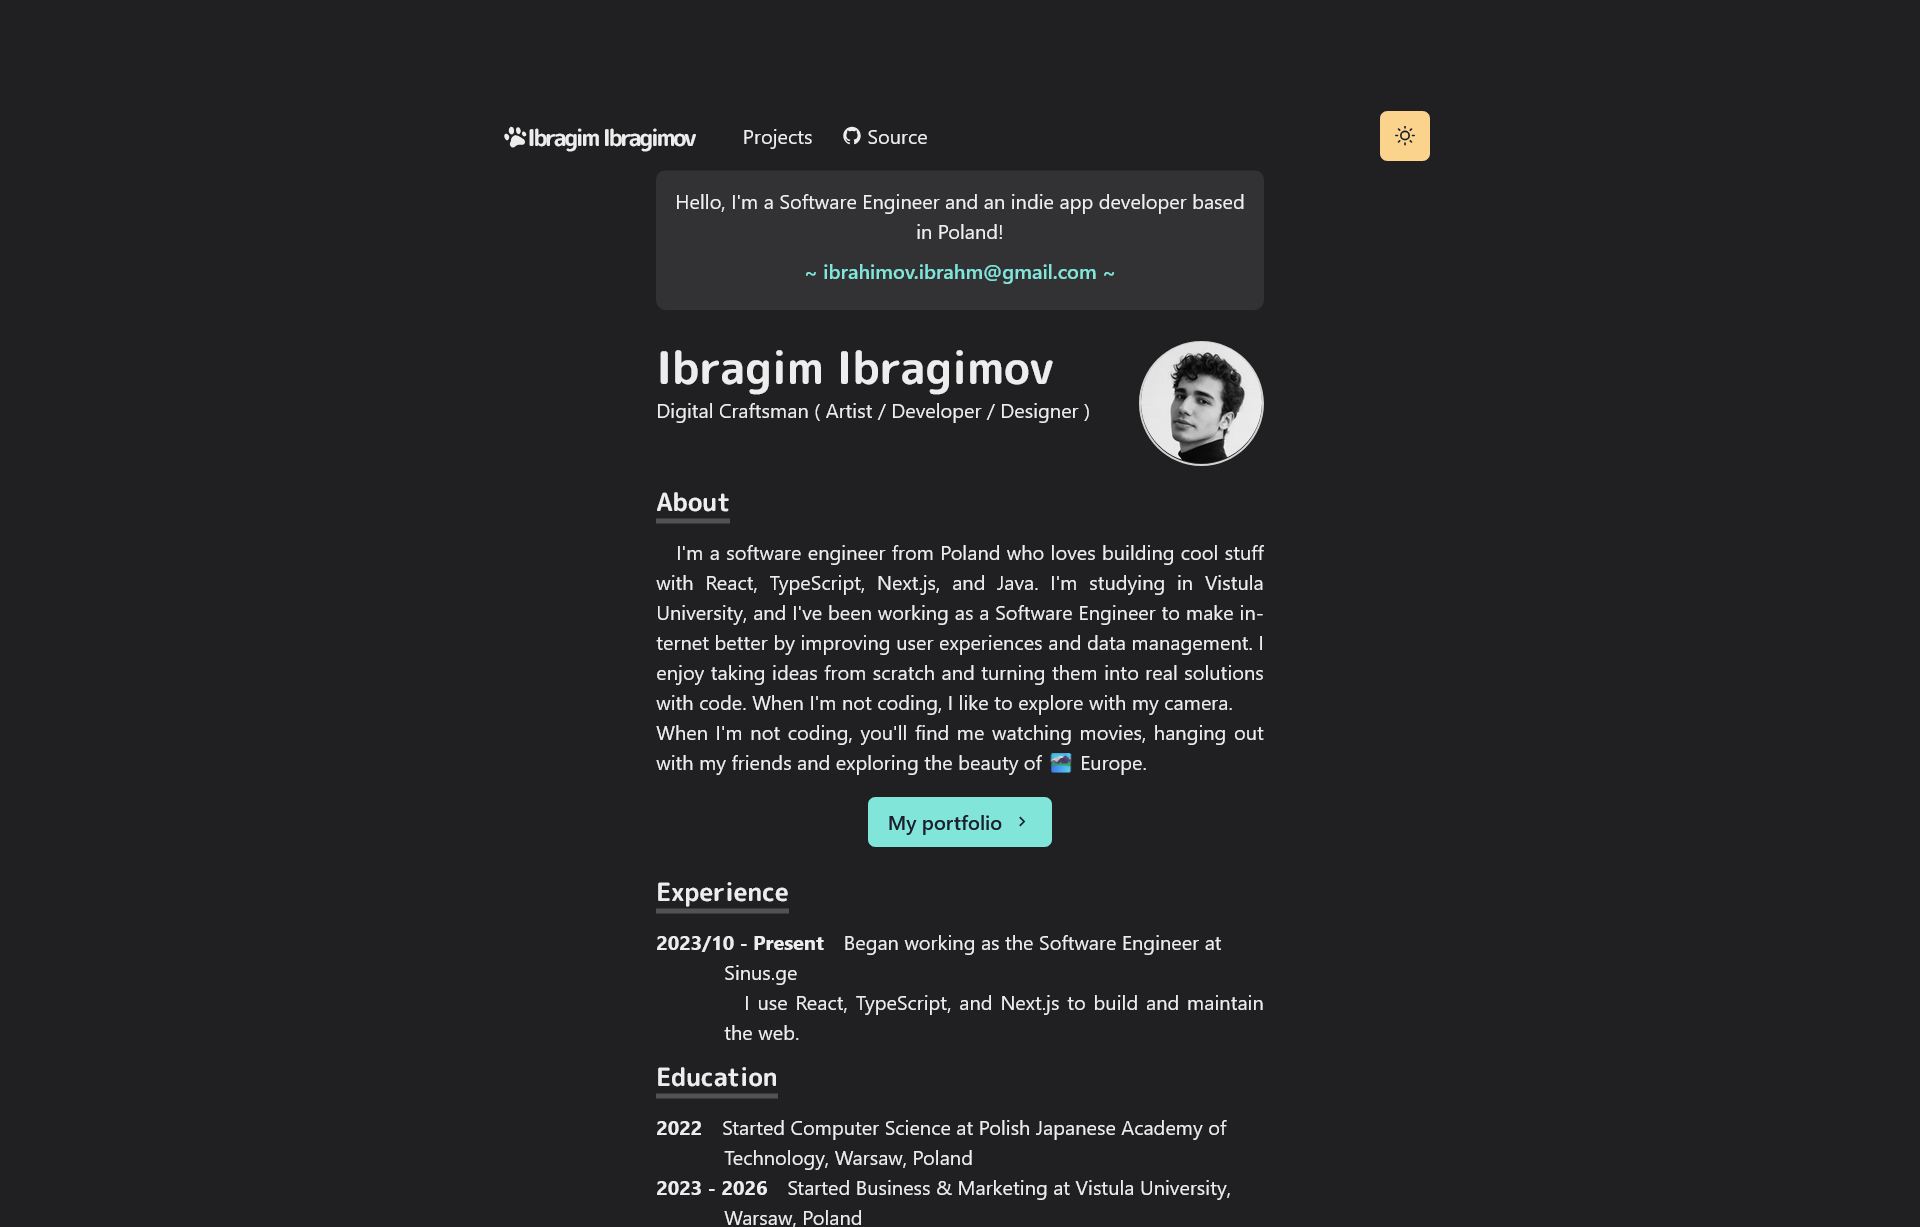 Ibragim Ibragimov Projects Source
Hello, I'm a Software Engineer and an indie app developer based
in Poland!
~ ibrahimov.ibrahm@gmail.com ~
Ibragim Ibragimov
Digital Craftsman ( Artist / Developer / Designer )
About
I'm a software engineer from Poland who loves building cool stuff
with React, TypeScript, Next.js, and Java. I'm studying in Vistula
University, and I've been working as a Software Engineer to make in-
ternet better by improving user experiences and data management. I
enjoy taking ideas from scratch and turning them into real solutions
with code. When I'm not coding, I like to explore with my camera.
When I'm not coding, you'll find me watching movies, hanging out
with my friends and exploring the beauty of Europe.
My portfolio
Experience
2023/10 - Present Began working as the Software Engineer at
Sinus.ge
I use React, TypeScript, and Next.js to build and maintain
the web.
Education
2022 Started Computer Science at Polish Japanese Academy of
Technology, Warsaw, Poland
2023 - 2026 Started Business & Marketing at Vistula University,
Warsaw, Poland